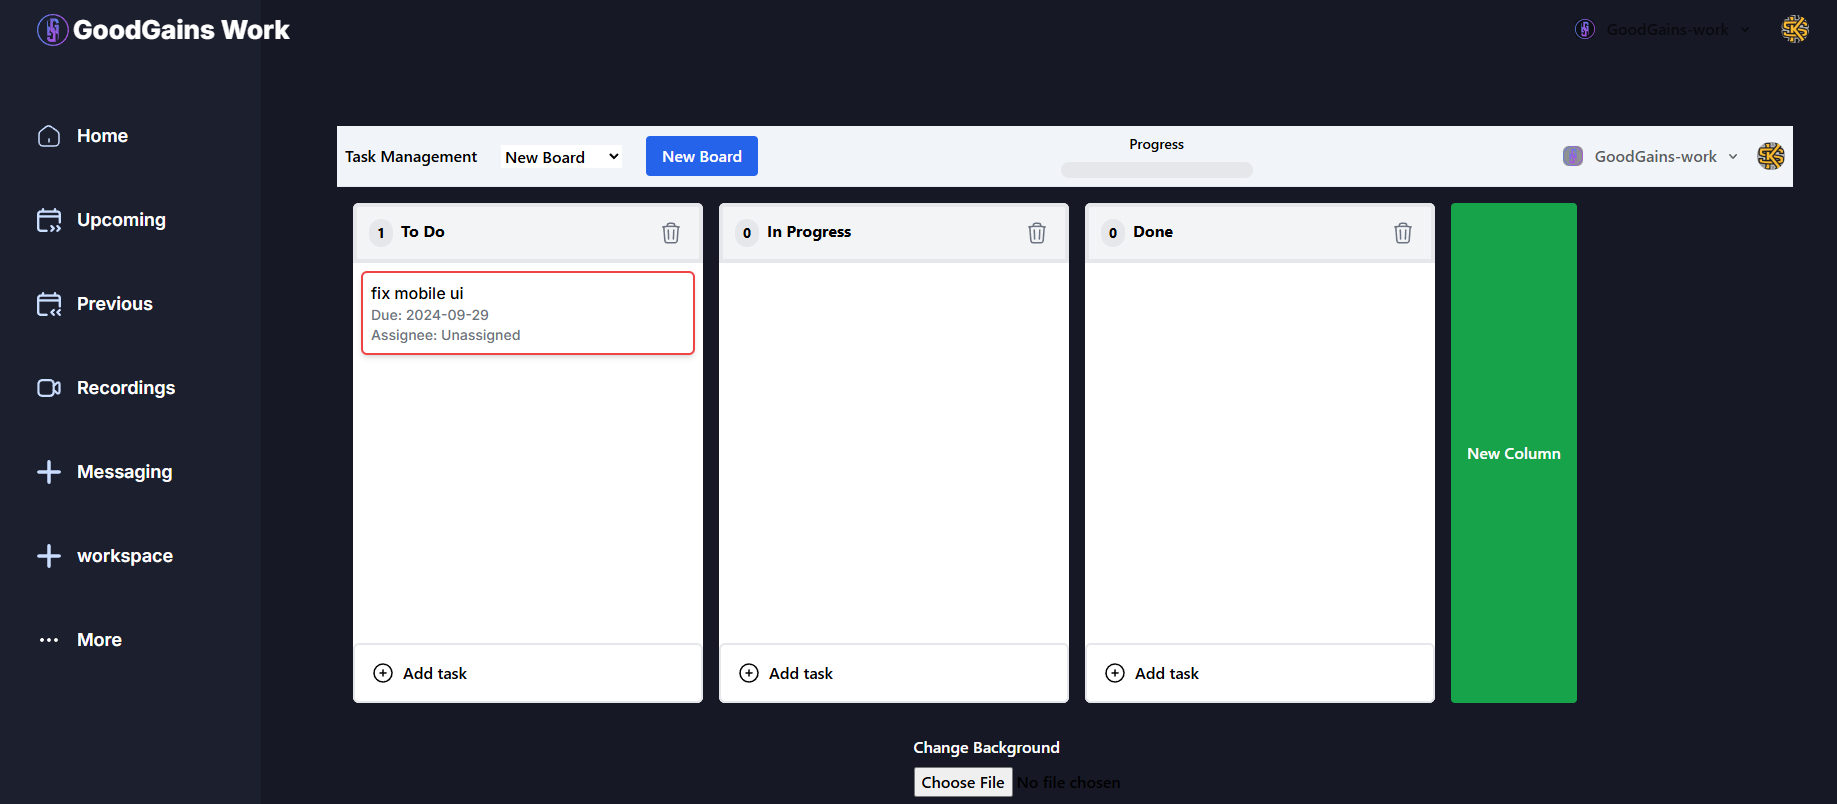 GoodGains Work
GoodGains-work
Home
Upcoming
Previous
Recordings
Messaging
workspace
More
Task Management
New Board
New Board
Progress
GoodGains-work
1 To Do
fix mobile ui
Due: 2024-09-29
Assignee: Unassigned
Add task
0 In Progress
Add task
0 Done
Add task
New Column
Change Background
Choose File No file chosen